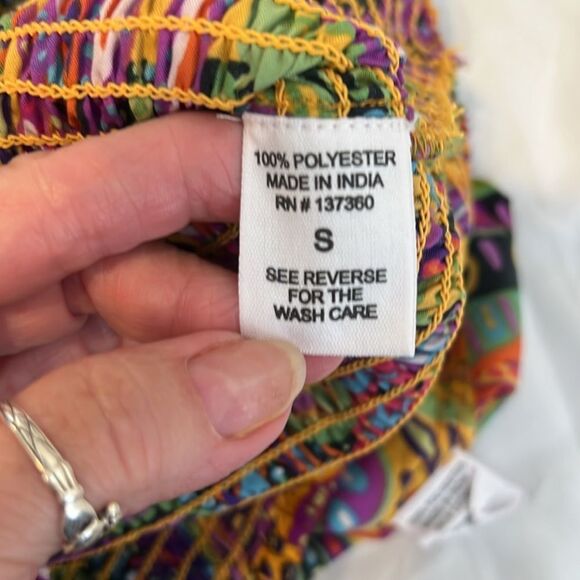 100% POLYESTER
MADE IN INDIA
RN # 137360
S
SEE REVERSE
FOR THE
WASH CARE